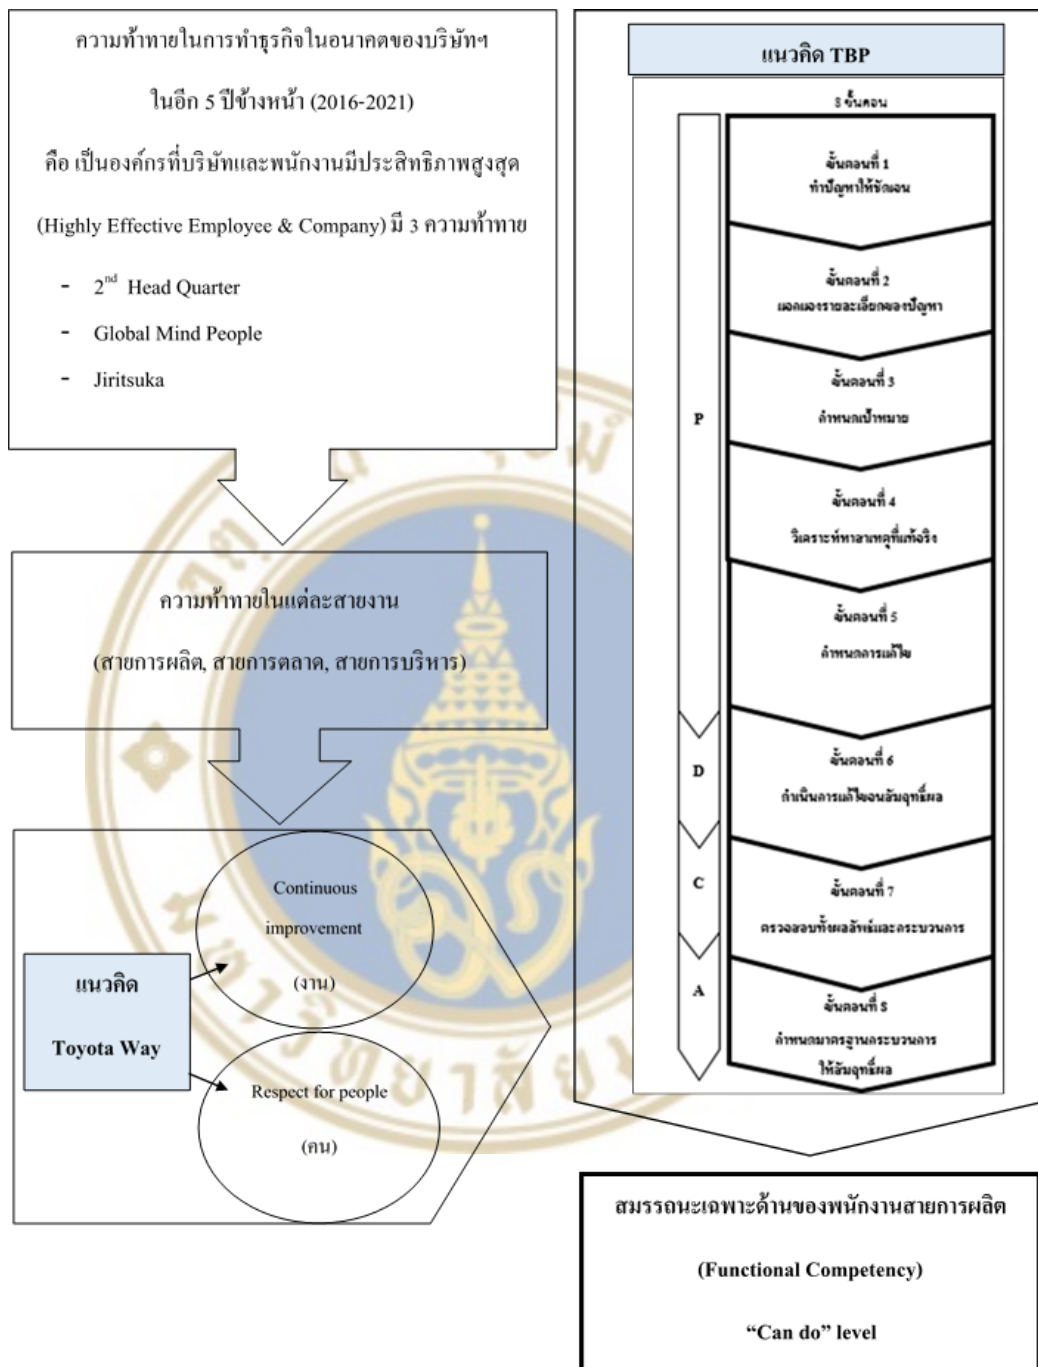 ความท้าทายในการทำธุรกิจในอนาคตของบริษัทฯ
ในอีก 5 ปีข้างหน้า (2016-2021)
คือ เป็นองค์กรที่บริษัทและพนักงานมีประสิทธิภาพสูงสุด
(Highly Effective Employee & Company) มี 3 ความท้าทาย
- 2nd Head Quarter
- Global Mind People
- Jiritsuka
ความท้าทายในแต่ละสายงาน
(สายการผลิต, สายการตลาด, สายการบริหาร)
Continuous
improvement
(งาน)
แนวคิด
Toyota Way
Respect for people
(คน)
แนวคิด TBP
8 ขั้นตอน
P
D
C
A
ขั้นตอนที่ 1
ทำปัญหาให้ชัดเจน
ขั้นตอนที่ 2
แจกแจงรายละเอียดของปัญหา
ขั้นตอนที่ 3
กำหนดเป้าหมาย
ขั้นตอนที่ 4
วิเคราะห์หาสาเหตุที่แท้จริง
ขั้นตอนที่ 5
กำหนดการแก้ไข
ขั้นตอนที่ 6
ดำเนินการแก้ไขจนสัมฤทธิ์ผล
ขั้นตอนที่ 7
ตรวจสอบทั้งผลลัพธ์และกระบวนการ
ขั้นตอนที่ 8
กำหนดมาตรฐานกระบวนการ
ให้สัมฤทธิ์ผล
สมรรถนะเฉพาะด้านของพนักงานสายการผลิต
(Functional Competency)
“Can do” level